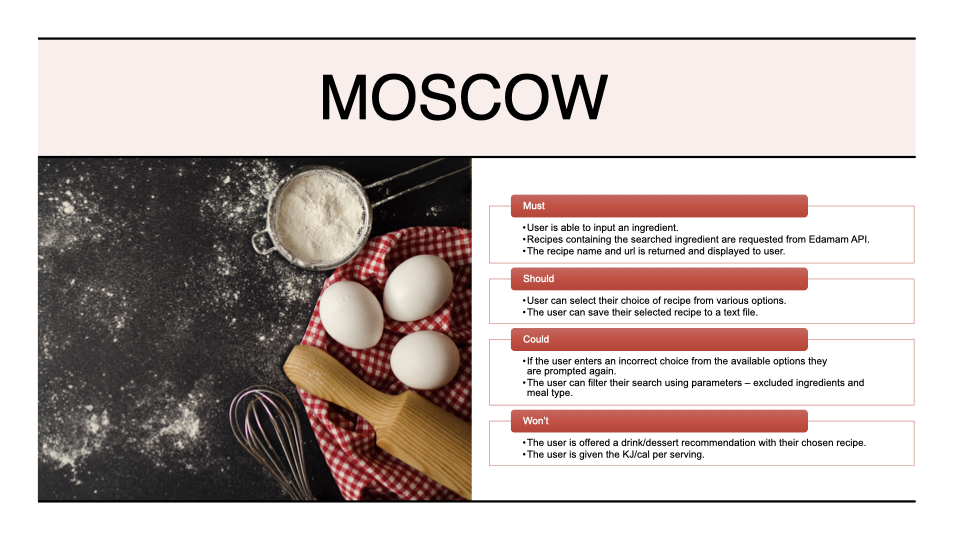 MOSCOW
Must
•User is able to input an ingredient.
•Recipes containing the searched ingredient are requested from Edamam API.
•The recipe name and url is returned and displayed to user.
Should
•User can select their choice of recipe from various options.
•The user can save their selected recipe to a text file.
Could
•If the user enters an incorrect choice from the available options they
are prompted again.
•The user can filter their search using parameters – excluded ingredients and
meal type.
Won't
•The user is offered a drink/dessert recommendation with their chosen recipe.
•The user is given the KJ/cal per serving.